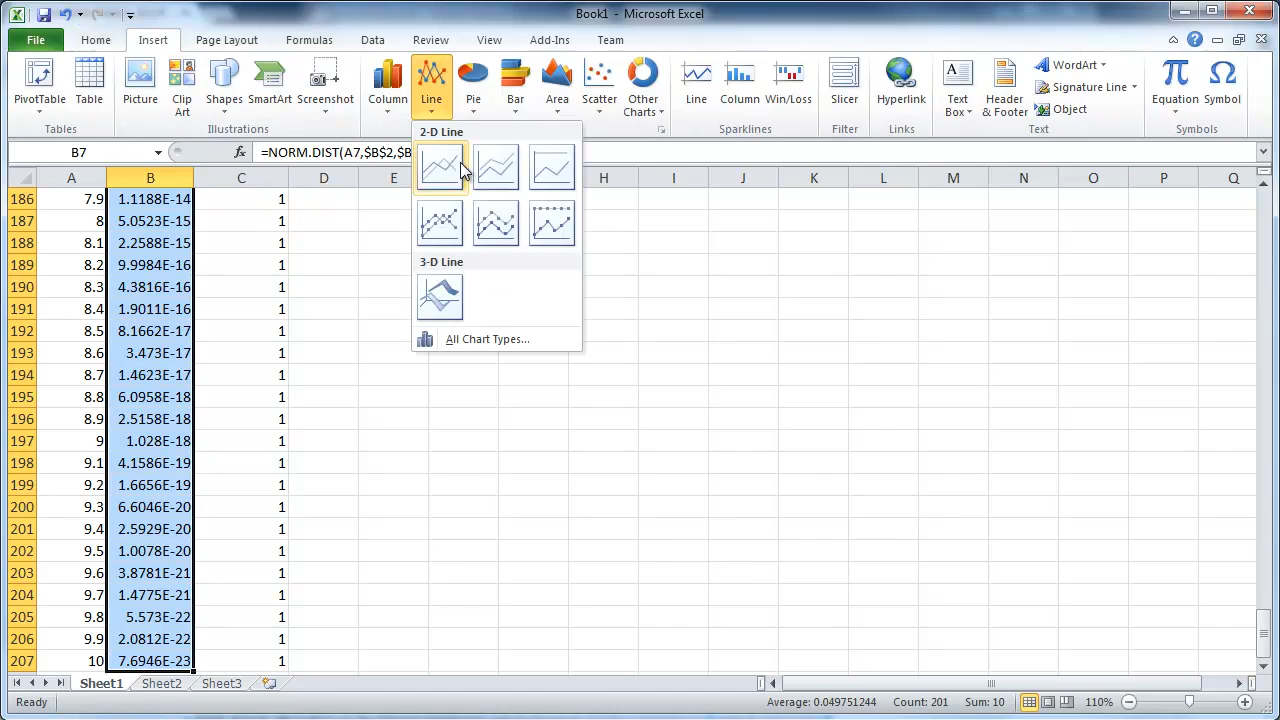 Book1 - Microsoft Excel
File Home Insert Page Layout Formulas Data Review View Add-Ins Team
PivotTable Table Picture Clip Art Shapes SmartArt Screenshot Column Line Pie Bar Area Scatter Other Charts Line Column Win/Loss Slicer Hyperlink Text Box Header & Footer WordArt Signature Line Object Equation Symbol
Tables Illustrations Sparklines Filter Links Text Symbols
2-D Line
B7 fx =NORM.DIST(A7,$B$2,$B
A B C D E H I J K L M N O P Q
186 7.9 1.1188E-14 1
187 8 5.0523E-15 1
188 8.1 2.2588E-15 1
189 8.2 9.9984E-16 1
3-D Line
190 8.3 4.3816E-16 1
191 8.4 1.9011E-16 1
192 8.5 8.1662E-17 1
All Chart Types...
193 8.6 3.473E-17 1
194 8.7 1.4623E-17 1
195 8.8 6.0958E-18 1
196 8.9 2.5158E-18 1
197 9 1.028E-18 1
198 9.1 4.1586E-19 1
199 9.2 1.6656E-19 1
200 9.3 6.6046E-20 1
201 9.4 2.5929E-20 1
202 9.5 1.0078E-20 1
203 9.6 3.8781E-21 1
204 9.7 1.4775E-21 1
205 9.8 5.573E-22 1
206 9.9 2.0812E-22 1
207 10 7.6946E-23 1
Sheet1 Sheet2 Sheet3
Ready Average: 0.049751244 Count: 201 Sum: 10 110%